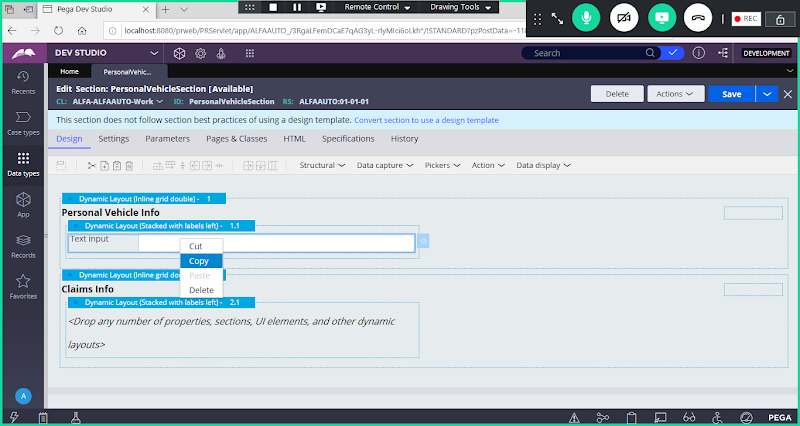 Pega Dev Studio
Remote Control
Drawing Tools
REC
localhost:8080/prweb/PRServlet/app/ALFAAUTO_/3RgaLFemDCaE7qAG3yL-rlyMIci6oLkh*/!STANDARD?pzPostData=-118
DEV STUDIO
Search
DEVELOPMENT
Recents
Case types
Data types
App
Records
Favorites
A
Home
PersonalVehic...
Edit Section: PersonalVehicleSection [Available]
CL: ALFA-ALFAAUTO-Work
ID: PersonalVehicleSection
RS: ALFAAUTO:01-01-01
Delete
Actions
Save
This section does not follow section best practices of using a design template. Convert section to use a design template
Design
Settings
Parameters
Pages & Classes
HTML
Specifications
History
Structural
Data capture
Pickers
Action
Data display
Dynamic Layout (Inline grid double) - 1
Personal Vehicle Info
Dynamic Layout (Stacked with labels left) - 1.1
Text input
Cut
Copy
Paste
Delete
Dynamic Layout (Inline grid dou
Claims Info
Dynamic Layout (Stacked with labels left) - 2.1
<Drop any number of properties, sections, UI elements, and other dynamic
layouts>
PEGA